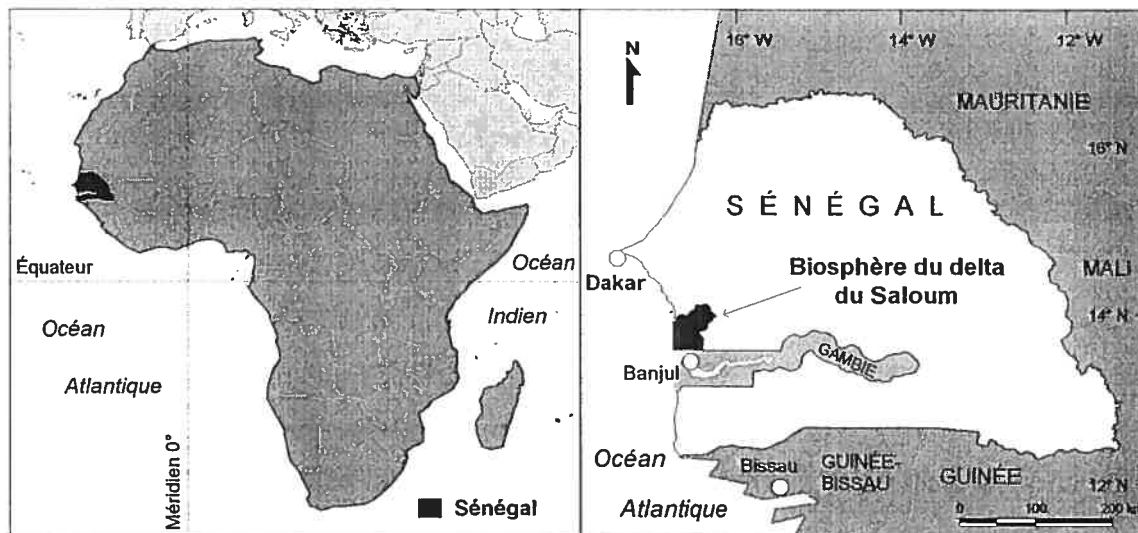 Équateur
Océan
Atlantique
Méridien 0°
Océan
Indien
Sénégal
N
16° W
14° W
12° W
MAURITANIE
16° N
SÉNÉGAL
Dakar
Biosphère du delta
du Saloum
MALI
14° N
Banjul
GAMBIE
Océan
Atlantique
Bissau
GUINÉE-
BISSAU
GUINÉE
12° N
0 100 200